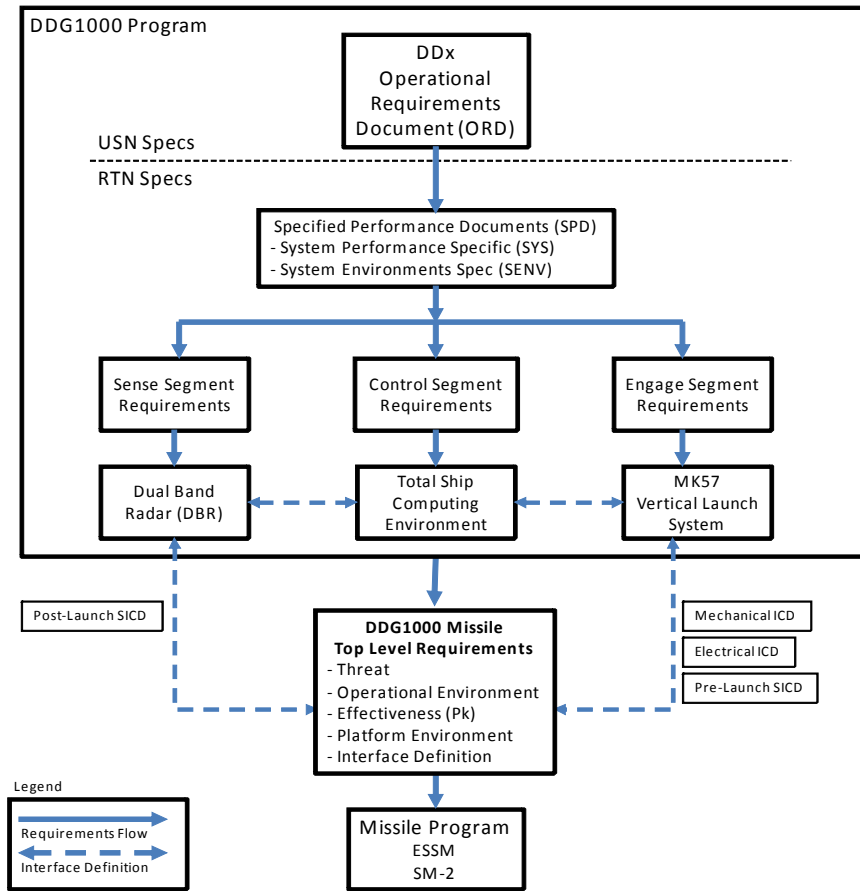 DDG1000 Program
DDx
Operational
Requirements
Document (ORD)
USN Specs
RTN Specs
Specified Performance Documents (SPD)
- System Performance Specific (SYS)
- System Environments Spec (SENV)
Sense Segment
Requirements
Control Segment
Requirements
Engage Segment
Requirements
Dual Band
Radar (DBR)
Total Ship
Computing
Environment
MK57
Vertical Launch
System
Post-Launch SICD
Mechanical ICD
Electrical ICD
Pre-Launch SICD
DDG1000 Missile
Top Level Requirements
- Threat
- Operational Environment
- Effectiveness (Pk)
- Platform Environment
- Interface Definition
Legend
Requirements Flow
Interface Definition
Missile Program
ESSM
SM-2